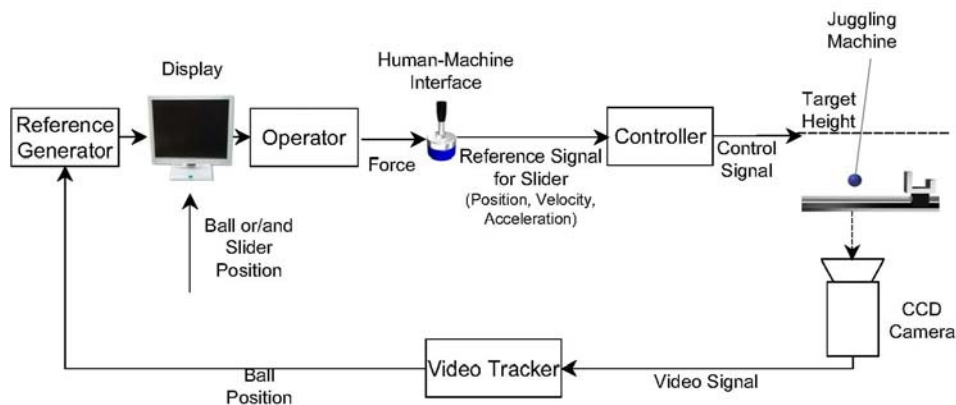 Juggling
Machine
Human-Machine
Interface
Display
Target
Height
Reference
Generator
Operator
Controller
Force
Reference Signal
for Slider
(Position, Velocity,
Acceleration)
Control
Signal
Ball or/and
Slider
Position
CCD
Camera
Video Tracker
Video Signal
Ball
Position